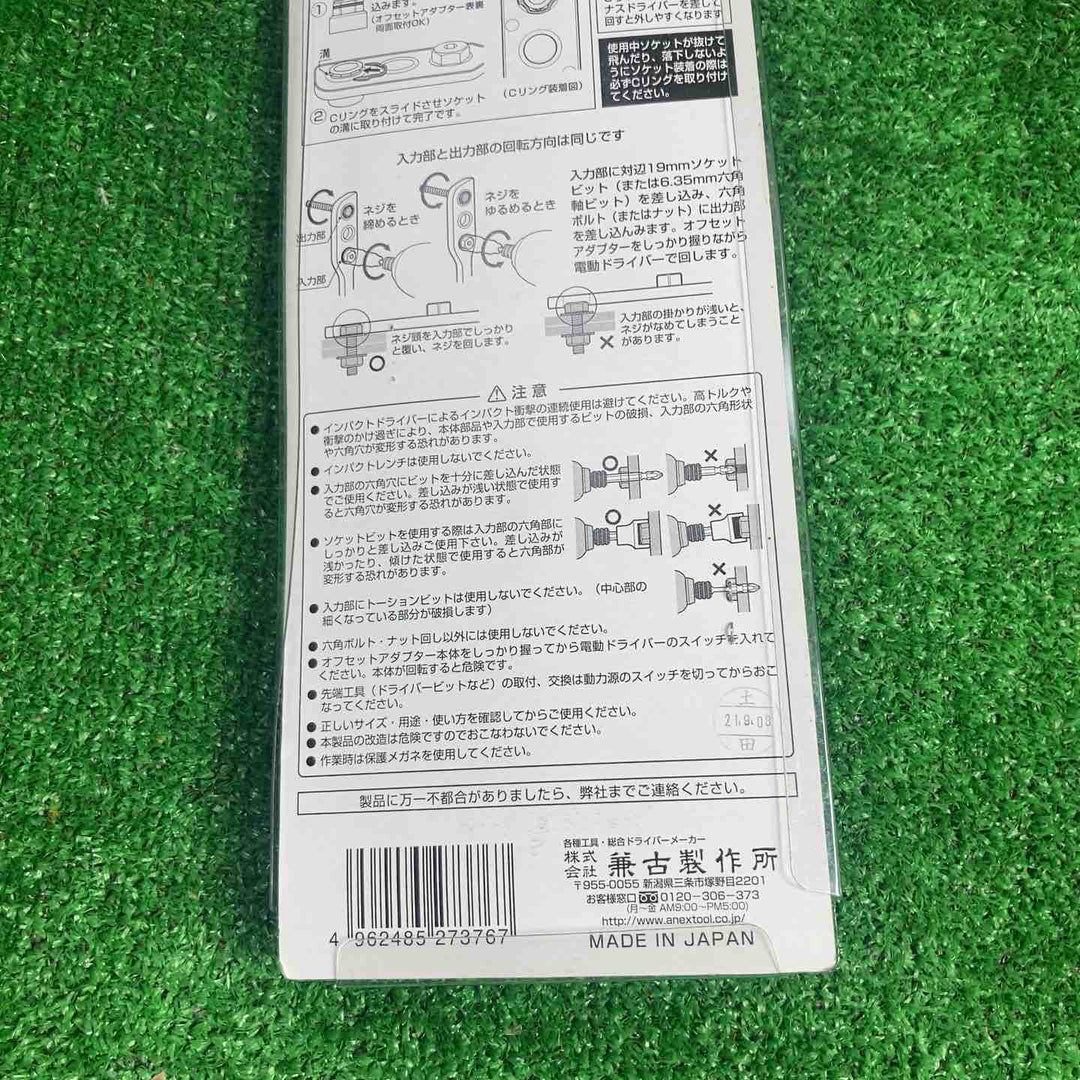 ①
込みます。
(オフセットアダプター表裏
両面取付OK)
溝
② Cリングをスライドさせソケット
の溝に取り付けて完了です。
(Cリング装着図)
ナスドライバーを差して
回すと外しやすくなります
使用中ソケットが抜けて
飛んだり、落下しないよ
うにソケット装着の際は
必ずCリングを取り付け
てください。
入力部と出力部の回転方向は同じです
ネジを
締めるとき
出力部
入力部
ネジを
ゆるめるとき
入力部に対辺19mmソケット
ビット（または6.35mm六角
軸ビット）を差し込み、六角
ボルト（またはナット）に出力部
を差し込んみます。オフセット
アダプターをしっかり握りながら
電動ドライバーで回します。
ネジ頭を入力部でしっかり
と覆い、ネジを回します。
○
入力部の掛かりが浅いと、
ネジがなめてしまうこと
があります。
×
⚠注意
● インパクトドライバーによるインパクト衝撃の連続使用は避けてください。高トルクや
衝撃のかけ過ぎにより、本体部品や入力部で使用するビットの破損、入力部の六角形状
や六角穴が変形する恐れがあります。
● インパクトレンチは使用しないでください。
● 入力部の六角穴にビットを十分に差し込んだ状態
でご使用ください。差し込みが浅い状態で使用す
ると六角穴が変形する恐れがあります。
○ ×
● ソケットビットを使用する際は入力部の六角部に
しっかりと差し込みご使用下さい。差し込みが
浅かったり、傾けた状態で使用すると六角部が
変形する恐れがあります。
○ ×
● 入力部にトーションビットは使用しないでください。（中心部の
細くなっている部分が破損します）
×
● 六角ボルト・ナット回し以外には使用しないでください。
● オフセットアダプター本体をしっかり握ってから電動ドライバーのスイッチを入れて
ください。本体が回転すると危険です。
● 先端工具（ドライバービットなど）の取付、交換は動力源のスイッチを切ってからおこ
なってください。
● 正しいサイズ・用途・使い方を確認してからご使用ください。
● 本製品の改造は危険ですのでおこなわないでください。
● 作業時は保護メガネを使用してください。
土
21.9.03
田
製品に万一不都合がありましたら、弊社までご連絡ください。
各種工具・総合ドライバーメーカー
株式会社 兼古製作所
〒955-0055 新潟県三条市塚野目2201
お客様窓口 0120-306-373
(月～金 AM9:00～PM5:00)
http://www.anextool.co.jp/
MADE IN JAPAN
4 962485 273767